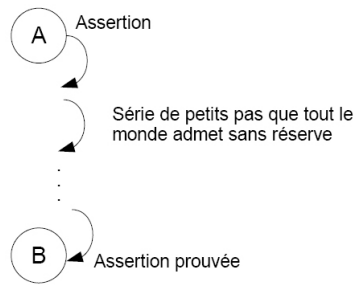 A
Assertion
Série de petits pas que tout le
monde admet sans réserve
B
Assertion prouvée